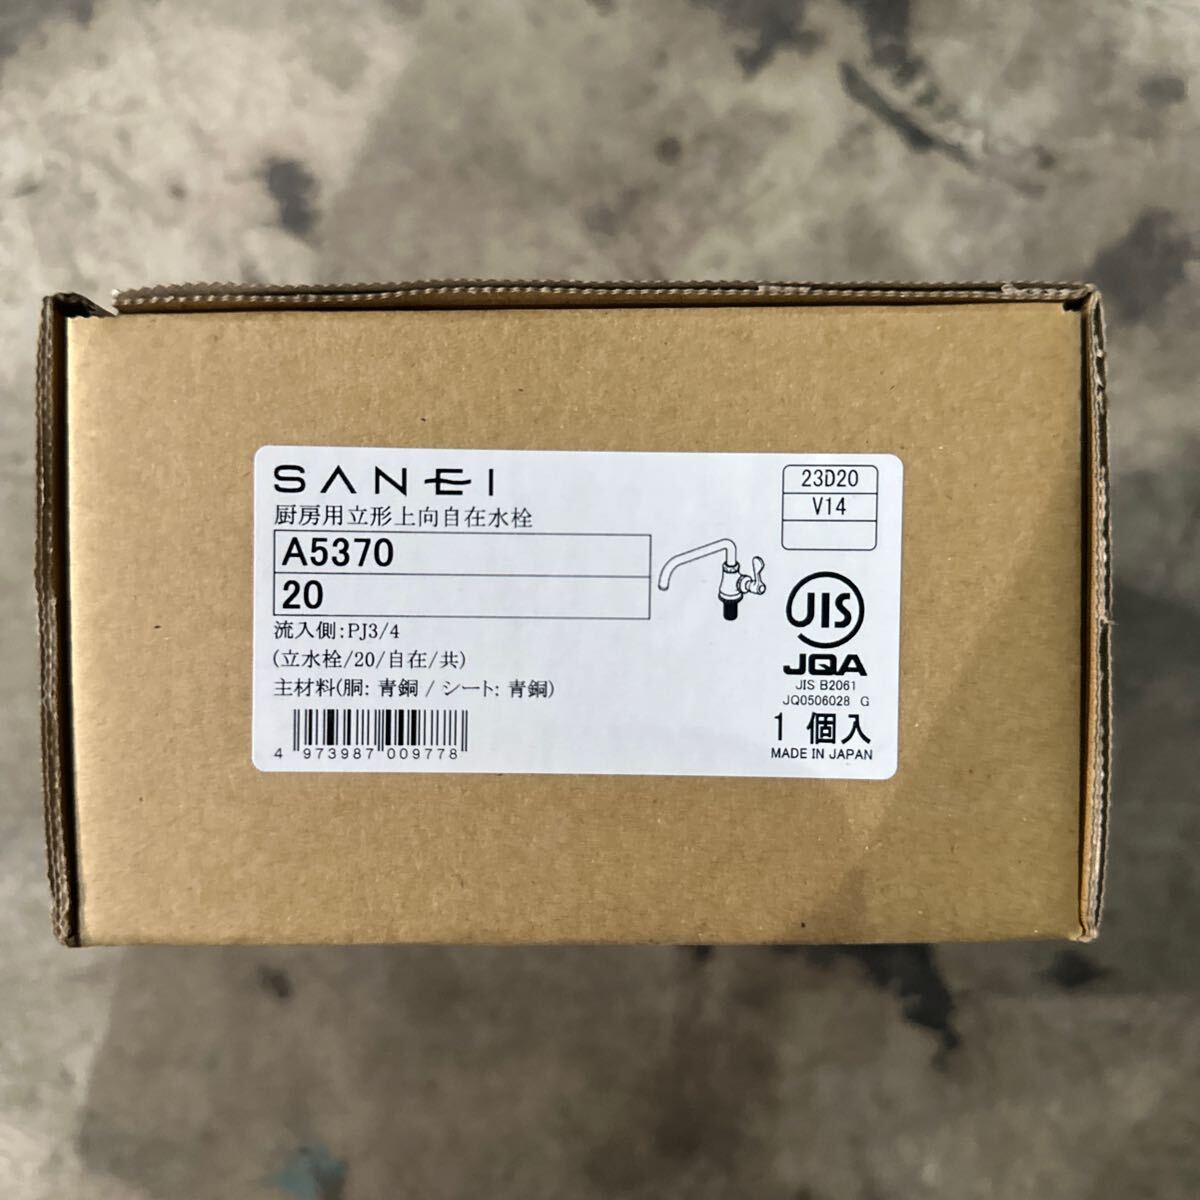 SANEI
厨房用立形上向自在水栓
A5370
20
流入側:PJ3/4
(立水栓/20/自在/共)
主材料(胴: 青銅 / シート: 青銅)
4 973987 009778
23D20
V14
JIS
JQA
JIS B2061
JQ0506028 G
1 個入
MADE IN JAPAN